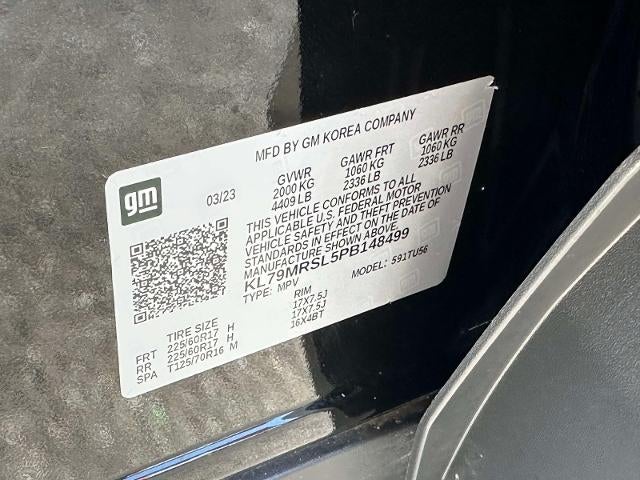 MFD BY GM KOREA COMPANY
gm
03/23
GVWR GAWR FRT GAWR RR
2000 KG 1060 KG 1060 KG
4409 LB 2336 LB 2336 LB
THIS VEHICLE CONFORMS TO ALL
APPLICABLE U.S. FEDERAL MOTOR
VEHICLE SAFETY AND THEFT PREVENTION
STANDARDS IN EFFECT ON THE DATE OF
MANUFACTURE SHOWN ABOVE.
KL79MRSL5PB148499
TYPE: MPV MODEL: 591TU56
TIRE SIZE RIM
FRT 225/60R17 H 17X7.5J
RR 225/60R17 H 17X7.5J
SPA T125/70R16 M 16X4BT